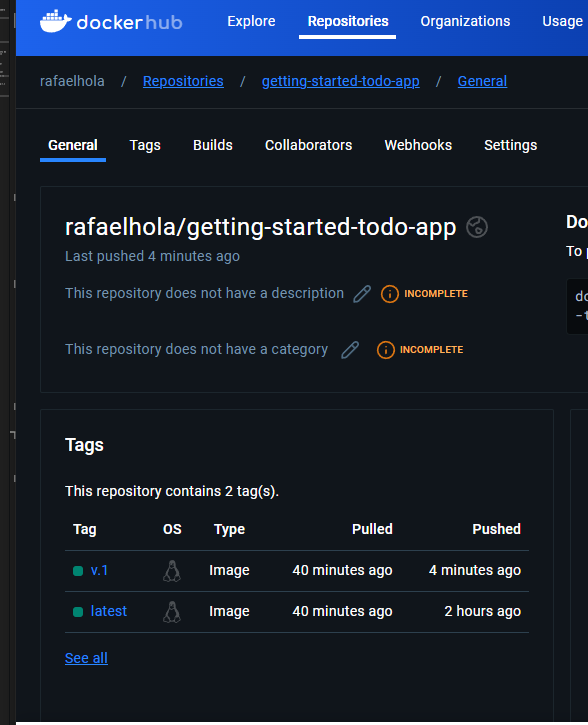 dockerhub Explore Repositories Organizations Usage
rafaelhola / Repositories / getting-started-todo-app / General
General Tags Builds Collaborators Webhooks Settings
rafaelhola/getting-started-todo-app
Do
Last pushed 4 minutes ago
To
This repository does not have a description INCOMPLETE
do
-t
This repository does not have a category INCOMPLETE
Tags
This repository contains 2 tag(s).
Tag OS Type Pulled Pushed
v.1 Image 40 minutes ago 4 minutes ago
latest Image 40 minutes ago 2 hours ago
See all